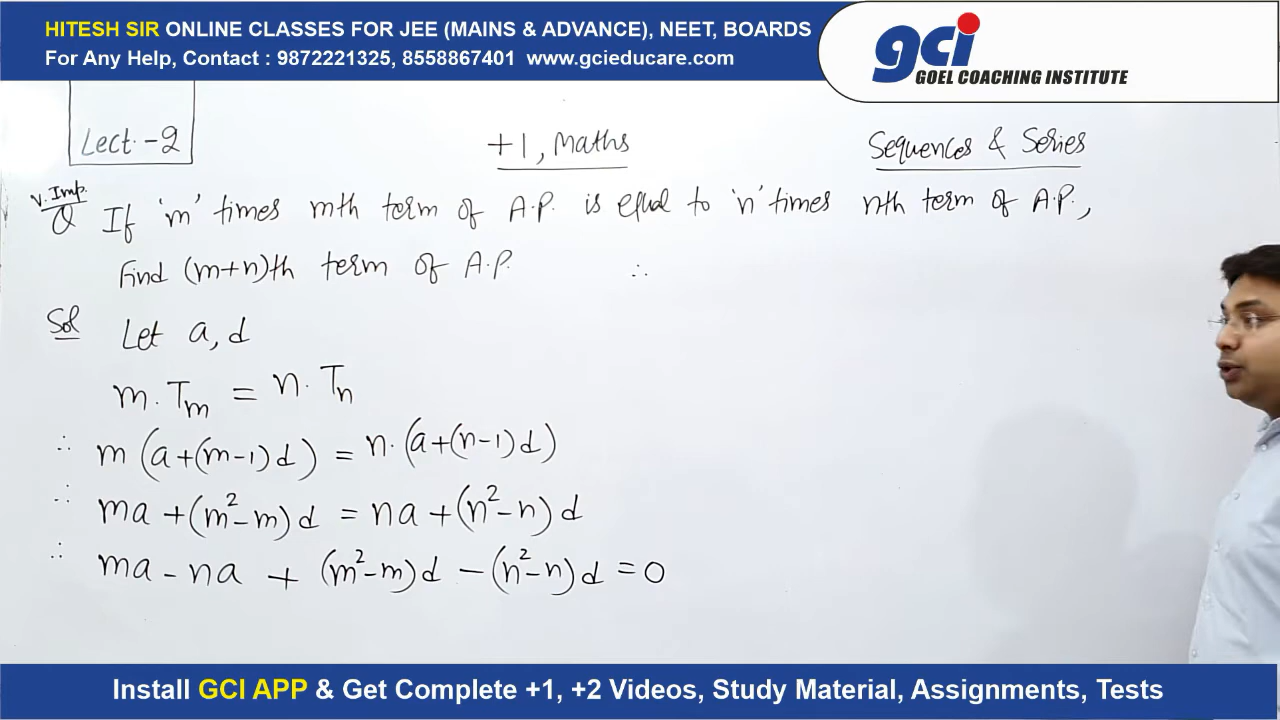 HITESH SIR ONLINE CLASSES FOR JEE (MAINS & ADVANCE), NEET, BOARDS
For Any Help, Contact : 9872221325, 8558867401 www.gcieducare.com
gci
GOEL COACHING INSTITUTE
Lect. -2
+1, Maths
Sequences & Series
V. Imp.
Q If 'm' times mth term of A.P. is equal to 'n' times nth term of A.P.,
Find (m+n)th term of A.P. ∴
Sol Let a, d
m. Tm = n. Tn
∴ m (a+(m-1)d) = n. (a+(n-1)d)
∴ ma + (m²-m)d = na + (n²-n)d
∴ ma - na + (m²-m)d - (n²-n)d = 0
Install GCI APP & Get Complete +1, +2 Videos, Study Material, Assignments, Tests